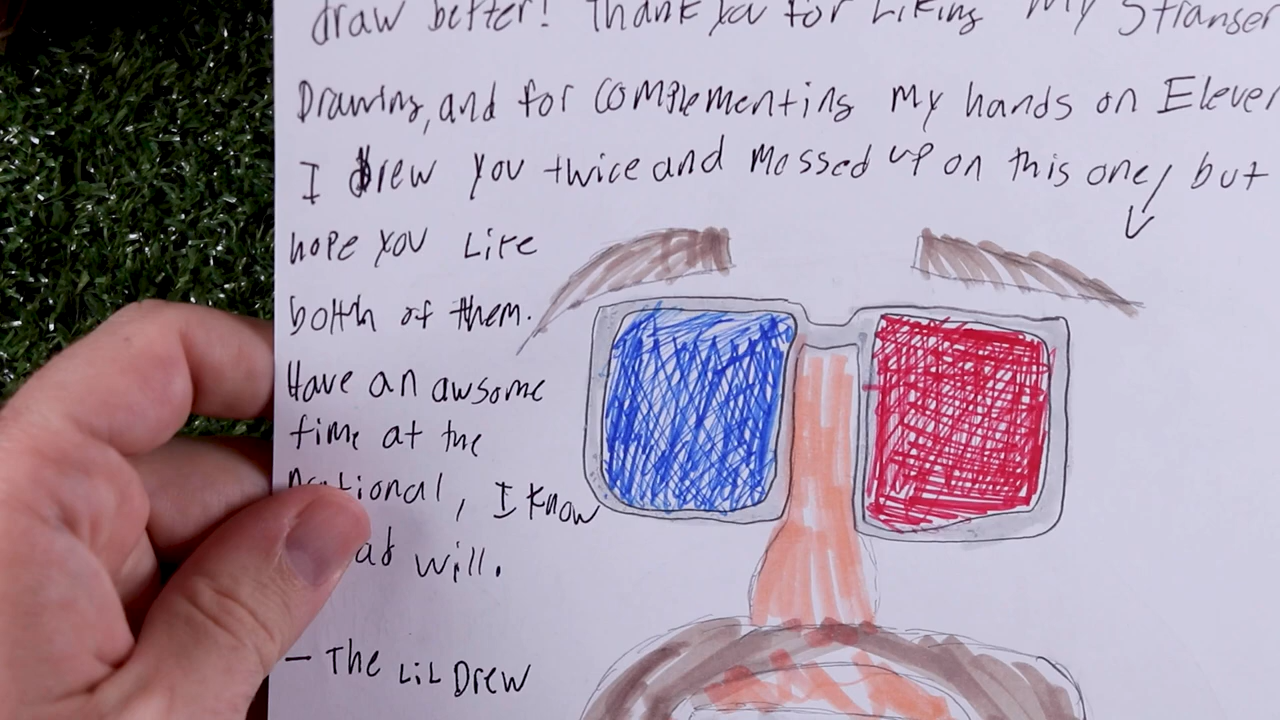 draw better! Thank you for Liking My Stranger
Drawing, and for complementing my hands on Eleven
I Drew you twice and messed up on this one, but
hope you Like
bothh of them.
Have an awsome
time at the
national, I know
will.
— The LiL Drew